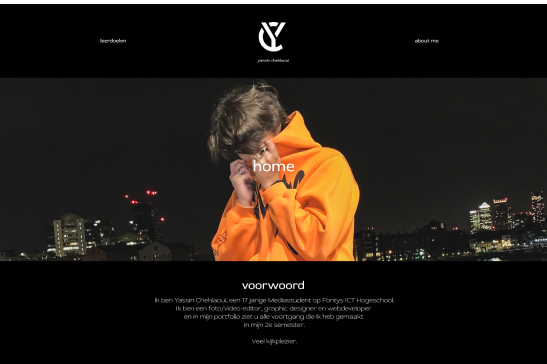 leerdoelen
YC
about me
yassin chehlaoui
home
voorwoord
Ik ben Yassin Chehlaoui, een 17 jarige Mediastudent op Fontys ICT Hogeschool.
Ik ben een foto/video-editor, graphic designer en webdeveloper
en in mijn portfolio ziet u alle voortgang die ik heb gemaakt
in mijn 2e semester.
Veel kijkplezier.